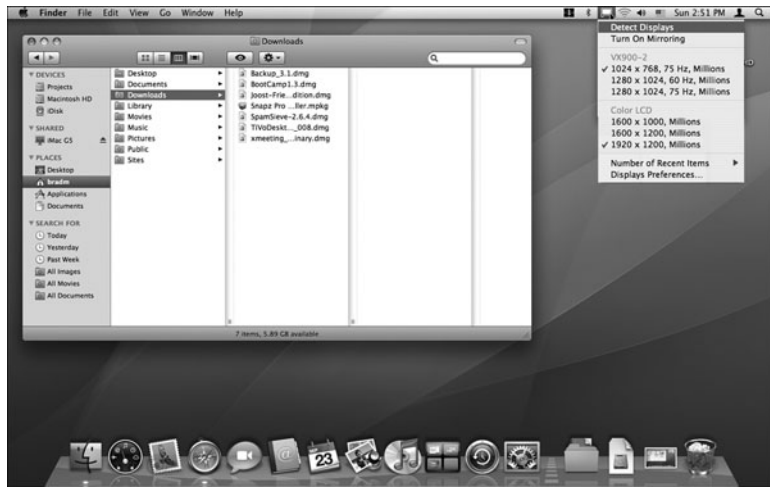 Finder File Edit View Go Window Help
Sun 2:51 PM
Detect Displays
Turn On Mirroring
VX900-2
✓ 1024 x 768, 75 Hz, Millions
1280 x 1024, 60 Hz, Millions
1280 x 1024, 75 Hz, Millions
Color LCD
1600 x 1000, Millions
1600 x 1200, Millions
✓ 1920 x 1200, Millions
Number of Recent Items
Displays Preferences...
Downloads
DEVICES
Projects
Macintosh HD
iDisk
SHARED
iMac G5
PLACES
Desktop
bradm
Applications
Documents
SEARCH FOR
Today
Yesterday
Past Week
All Images
All Movies
All Documents
Desktop
Documents
Downloads
Library
Movies
Music
Pictures
Public
Sites
Backup_3.1.dmg
BootCamp1.3.dmg
Joost-Frie...dition.dmg
Snapz Pro ...ller.mpkg
SpamSieve-2.6.4.dmg
TiVoDeskt..._008.dmg
xmeeting_...inary.dmg
7 items, 5.89 GB available
23